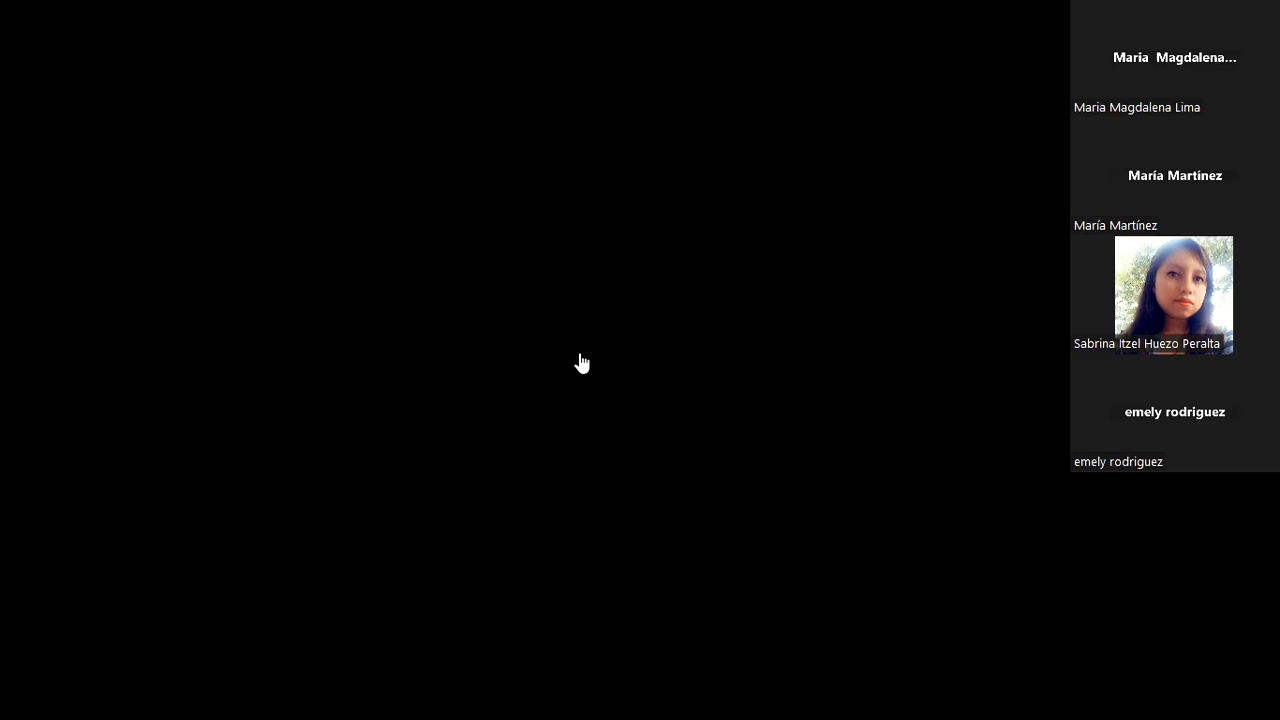 Maria Magdalena...
Maria Magdalena Lima
María Martínez
María Martínez
Sabrina Itzel Huezo Peralta
emely rodriguez
emely rodriguez